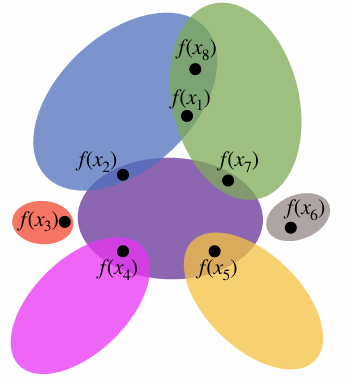 f(x₈)
f(x₁)
f(x₂)
f(x₇)
f(x₃)
f(x₆)
f(x₄)
f(x₅)